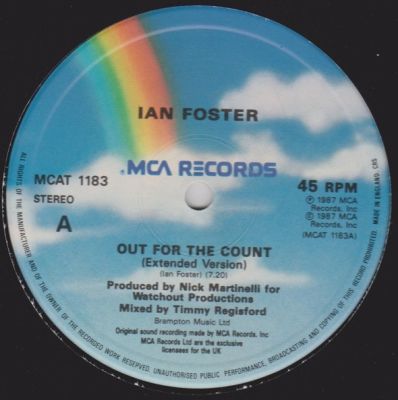 IAN FOSTER
MCA RECORDS
MCAT 1183
STEREO
A
45 RPM
℗ 1987 MCA
Records, Inc
© 1987 MCA
Records, Inc
(MCAT 1183A)
OUT FOR THE COUNT
(Extended Version)
(Ian Foster) (7.20)
Produced by Nick Martinelli for
Watchout Productions
Mixed by Timmy Regisford
Brampton Music Ltd
Original sound recording made by MCA Records. Inc
MCA Records Ltd are the exclusive
licensees for the UK
ALL RIGHTS OF THE MANUFACTURER AND OF THE OWNER OF THE RECORDED WORK RESERVED. UNAUTHORISED PUBLIC PERFORMANCE, BROADCASTING AND COPYING OF THIS RECORD PROHIBITED. MADE IN ENGLAND. CBS